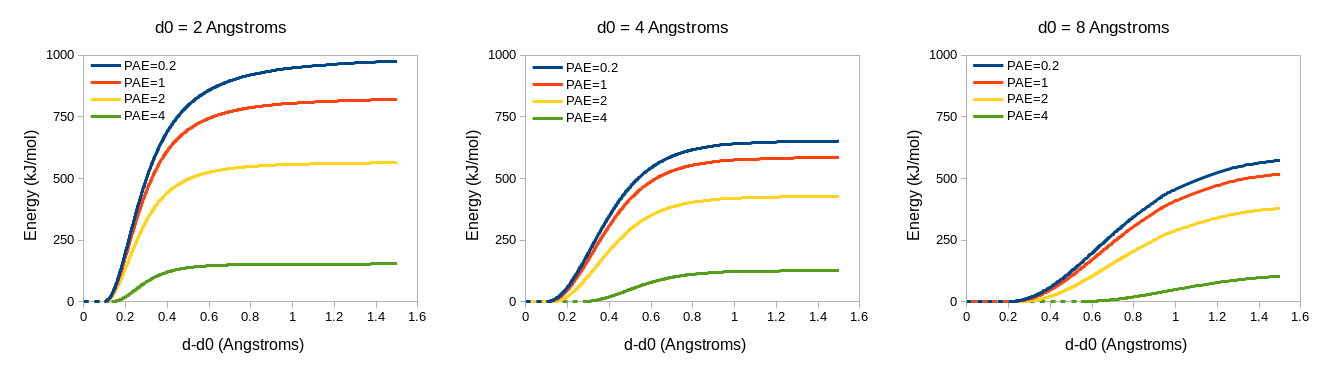 d0 = 2 Angstroms
1000
750
500
250
0
PAE=0.2
PAE=1
PAE=2
PAE=4
0 0.2 0.4 0.6 0.8 1 1.2 1.4 1.6
d-d0 (Angstroms)
Energy (kJ/mol)
d0 = 4 Angstroms
1000
750
500
250
0
PAE=0.2
PAE=1
PAE=2
PAE=4
0 0.2 0.4 0.6 0.8 1 1.2 1.4 1.6
d-d0 (Angstroms)
Energy (kJ/mol)
d0 = 8 Angstroms
1000
750
500
250
0
PAE=0.2
PAE=1
PAE=2
PAE=4
0 0.2 0.4 0.6 0.8 1 1.2 1.4 1.6
d-d0 (Angstroms)
Energy (kJ/mol)